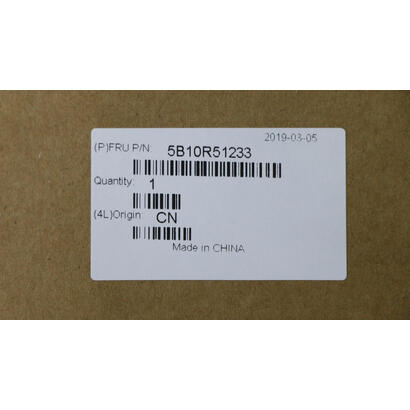 2019-03-05
(P)FRU P/N: 5B10R51233
Quantity: 1
(4L)Origin: CN
Made in CHINA